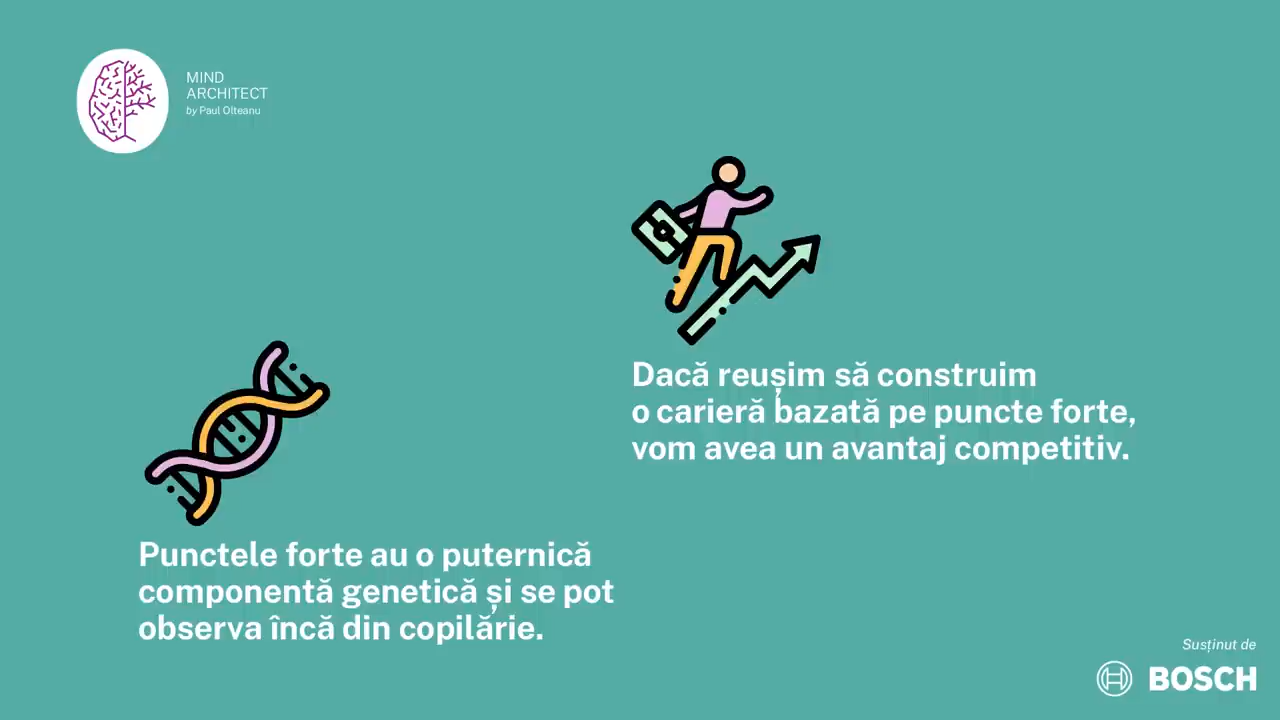 MIND
ARCHITECT
by Paul Olteanu
Dacă reușim să construim
o carieră bazată pe puncte forte,
vom avea un avantaj competitiv.
Punctele forte au o puternică
componentă genetică și se pot
observa încă din copilărie.
Susținut de
BOSCH